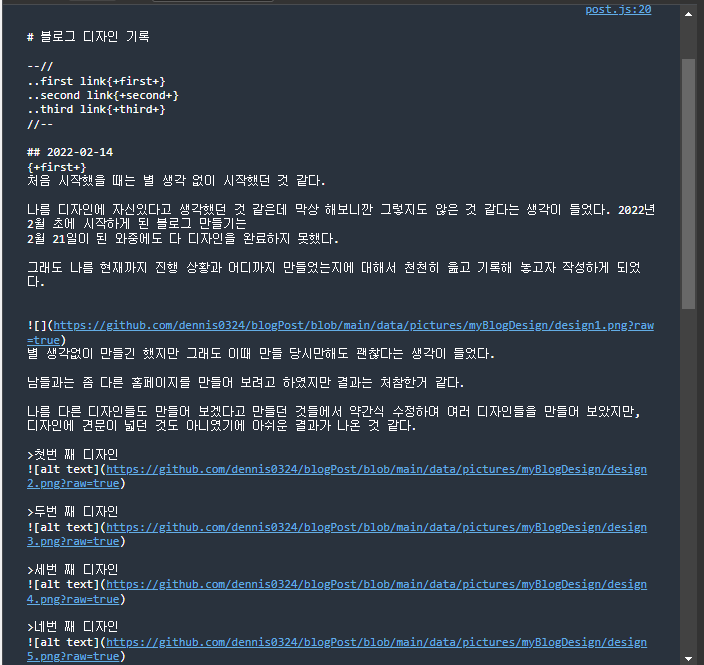 post.js:20
# 블로그 디자인 기록
--//
..first link{+first+}
..second link{+second+}
..third link{+third+}
//--
## 2022-02-14
{+first+}
처음 시작했을 때는 별 생각 없이 시작했던 것 같다.
나름 디자인에 자신있다고 생각했던 것 같은데 막상 해보니깐 그렇지도 않은 것 같다는 생각이 들었다. 2022년
2월 초에 시작하게 된 블로그 만들기는
2월 21일이 된 와중에도 다 디자인을 완료하지 못했다.
그래도 나름 현재까지 진행 상황과 어디까지 만들었는지에 대해서 천천히 읊고 기록해 놓고자 작성하게 되었
다.
![](https://github.com/dennis0324/blogPost/blob/main/data/pictures/myBlogDesign/design1.png?raw
=true)
별 생각없이 만들긴 했지만 그래도 이때 만들 당시만해도 괜찮다는 생각이 들었다.
남들과는 좀 다른 홈페이지를 만들어 보려고 하였지만 결과는 처참한거 같다.
나름 다른 디자인들도 만들어 보겠다고 만들던 것들에서 약간식 수정하여 여러 디자인들을 만들어 보았지만,
디자인에 견문이 넓던 것도 아니였기에 아쉬운 결과가 나온 것 같다.
>첫번 째 디자인
![alt text](https://github.com/dennis0324/blogPost/blob/main/data/pictures/myBlogDesign/design
2.png?raw=true)
>두번 째 디자인
![alt text](https://github.com/dennis0324/blogPost/blob/main/data/pictures/myBlogDesign/design
3.png?raw=true)
>세번 째 디자인
![alt text](https://github.com/dennis0324/blogPost/blob/main/data/pictures/myBlogDesign/design
4.png?raw=true)
>네번 째 디자인
![alt text](https://github.com/dennis0324/blogPost/blob/main/data/pictures/myBlogDesign/design
5.png?raw=true)